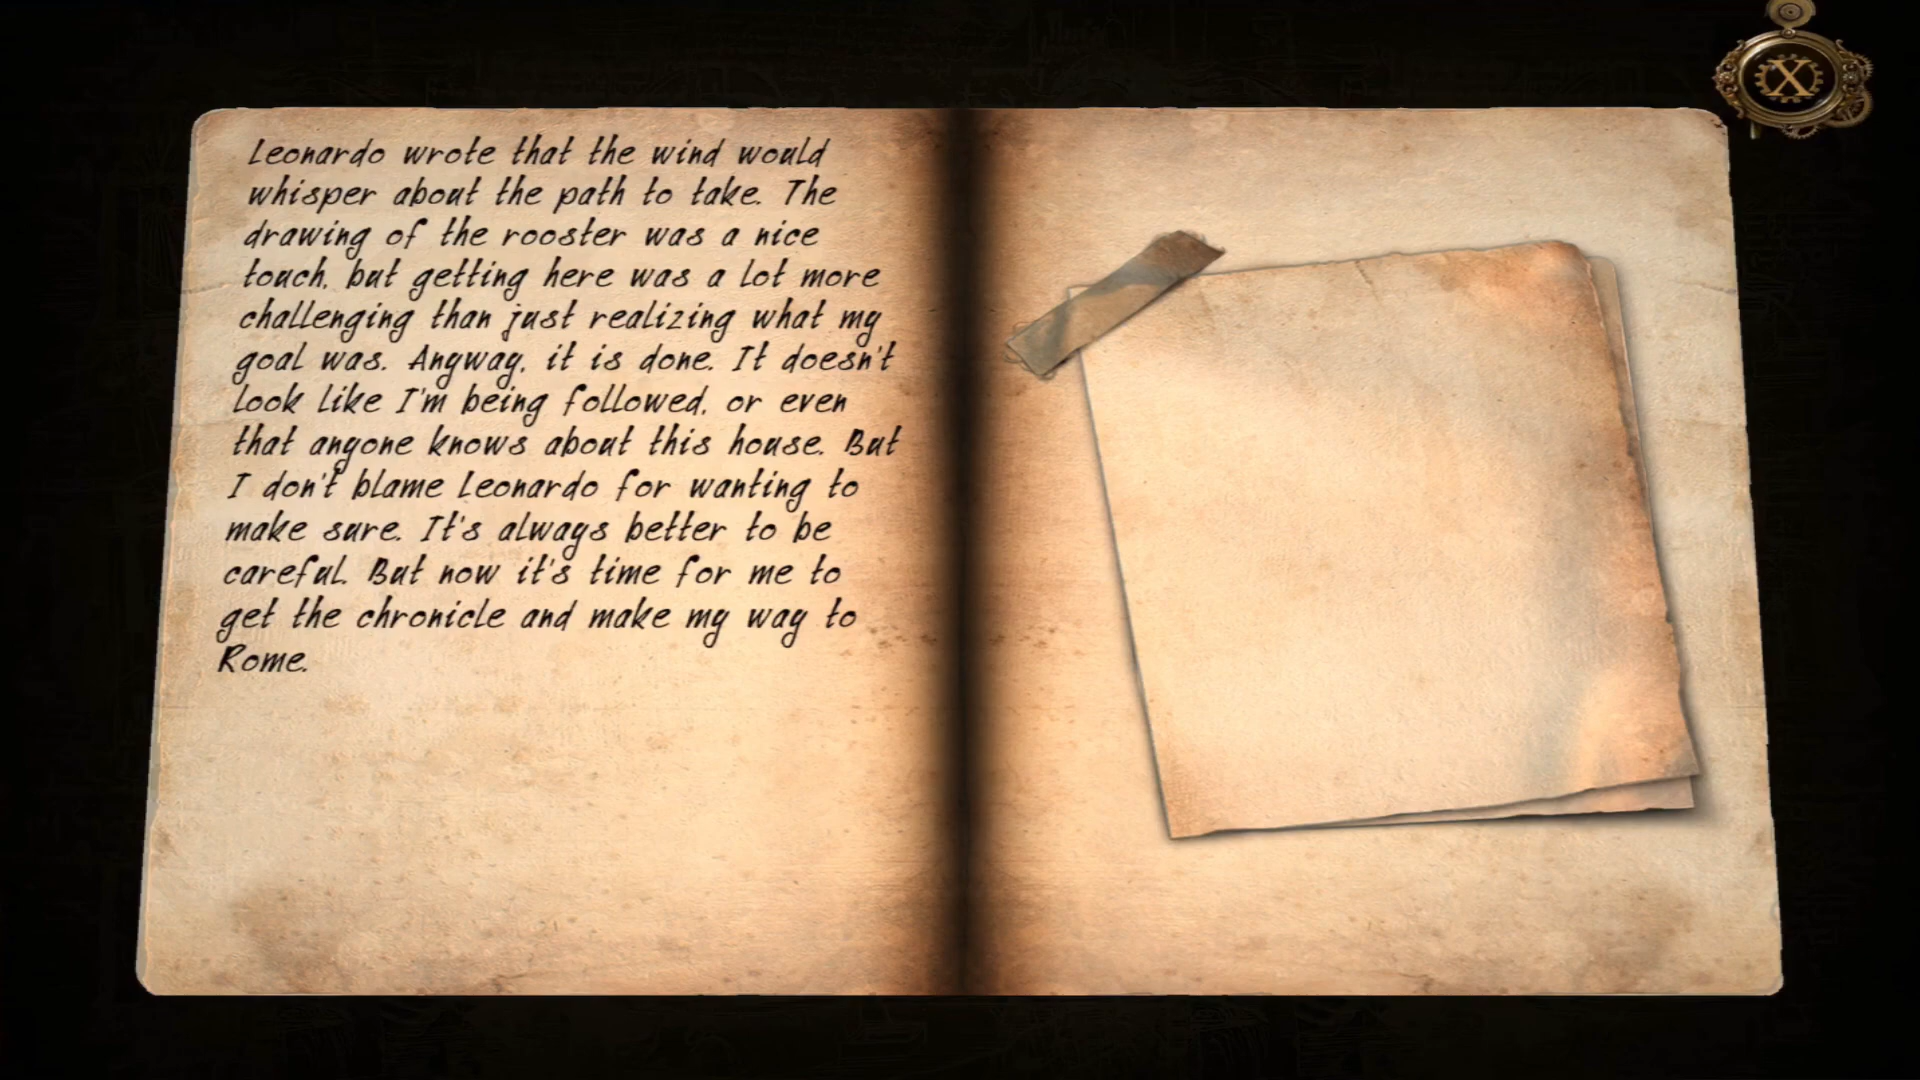 Leonardo wrote that the wind would
whisper about the path to take. The
drawing of the rooster was a nice
touch, but getting here was a lot more
challenging than just realizing what my
goal was. Anyway, it is done. It doesn't
look like I'm being followed, or even
that anyone knows about this house. But
I don't blame Leonardo for wanting to
make sure. It's always better to be
careful. But now it's time for me to
get the chronicle and make my way to
Rome.
X